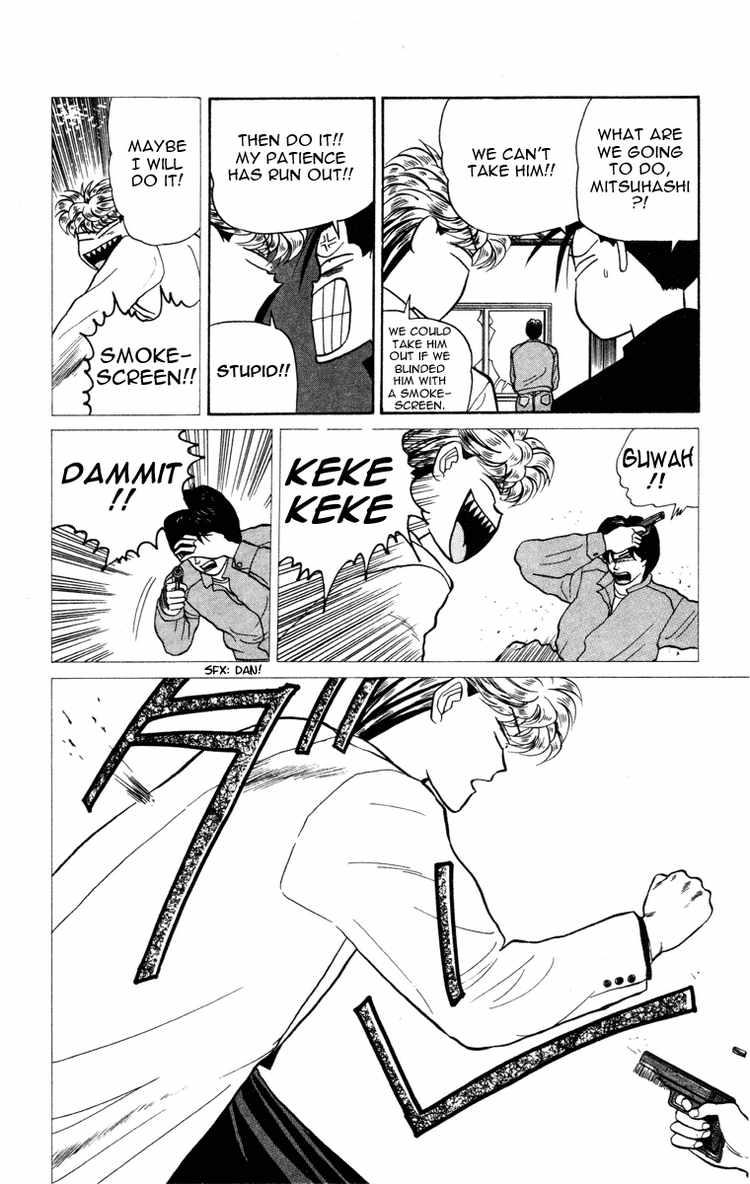 WHAT ARE
WE GOING
TO DO,
MITSUHASHI
?!
WE CAN'T
TAKE HIM!!
WE COULD
TAKE HIM
OUT IF WE
BLINDED
HIM WITH
A SMOKE-
SCREEN.
THEN DO IT!!
MY PATIENCE
HAS RUN OUT!!
STUPID!!
MAYBE
I WILL
DO IT!
SMOKE-
SCREEN!!
GUWAH
!!
KEKE
KEKE
DAMMIT
!!
SFX: DAN!
ダン